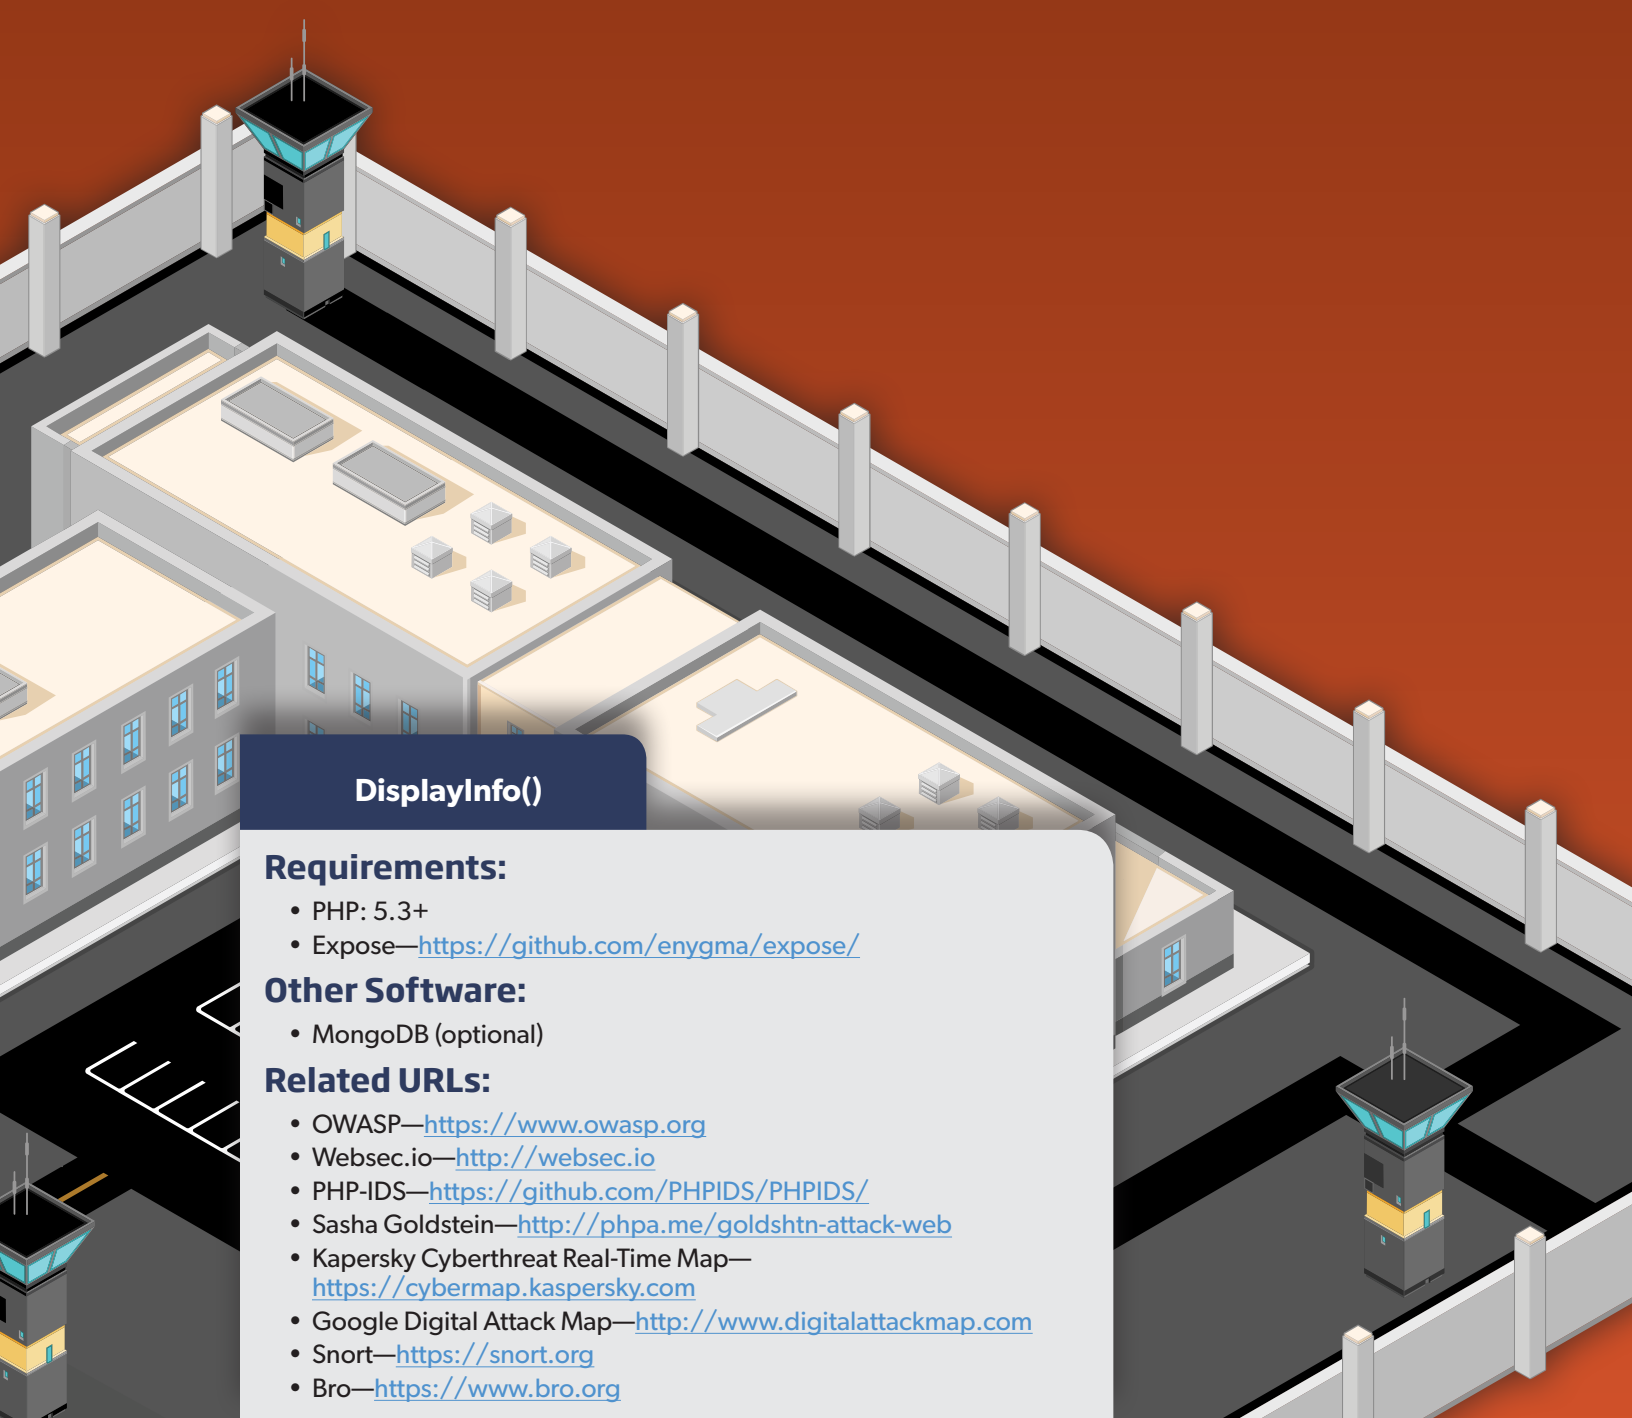 DisplayInfo()
Requirements:
• PHP: 5.3+
• Expose—https://github.com/enygma/expose/
Other Software:
• MongoDB (optional)
Related URLs:
• OWASP—https://www.owasp.org
• Websec.io—http://websec.io
• PHP-IDS—https://github.com/PHPIDS/PHPIDS/
• Sasha Goldstein—http://phpa.me/goldshtn-attack-web
• Kapersky Cyberthreat Real-Time Map—
https://cybermap.kaspersky.com
• Google Digital Attack Map—http://www.digitalattackmap.com
• Snort—https://snort.org
• Bro—https://www.bro.org